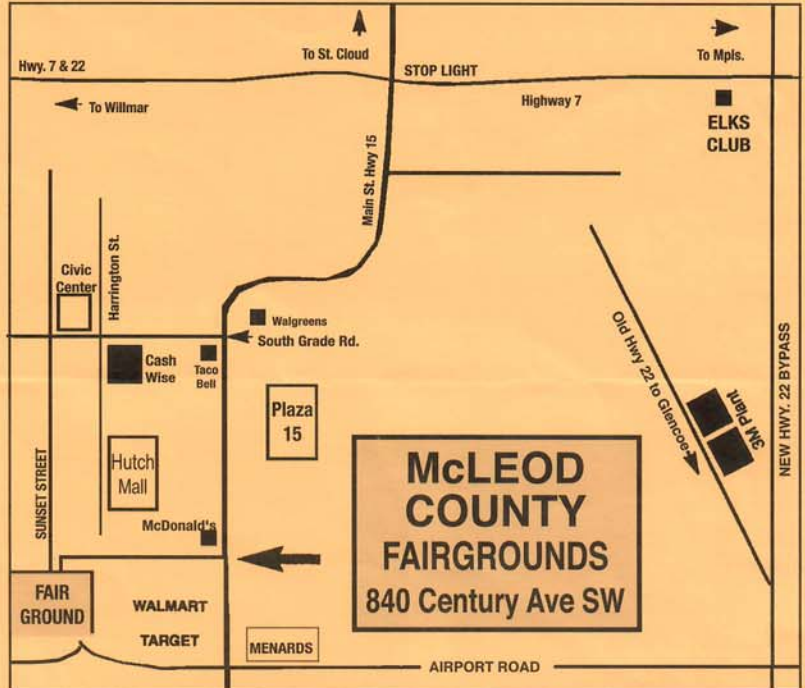 To St. Cloud
To Mpls.
Hwy. 7 & 22
STOP LIGHT
To Willmar
Highway 7
ELKS
CLUB
Main St. Hwy 15
Harrington St.
Civic
Center
Walgreens
South Grade Rd.
Cash
Wise
Taco
Bell
Plaza
15
Old Hwy 22 to Glencoe
3M Plant
NEW HWY. 22 BYPASS
Hutch
Mall
SUNSET STREET
McDonald's
McLEOD
COUNTY
FAIRGROUNDS
840 Century Ave SW
FAIR
GROUND
WALMART
TARGET
MENARDS
AIRPORT ROAD